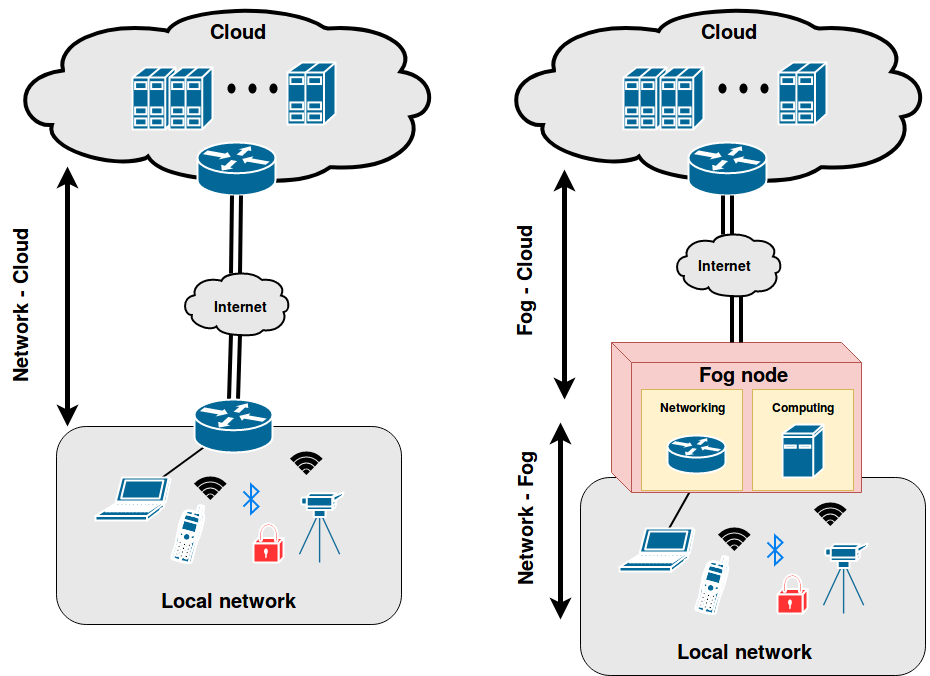 Cloud
Network - Cloud
Internet
Local network
Cloud
Fog - Cloud
Internet
Fog node
Networking
Computing
Network - Fog
Local network